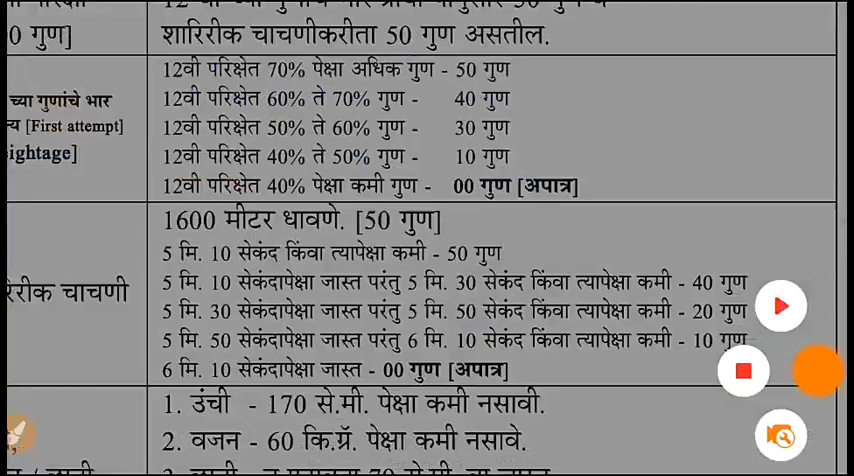 0 गुण]
शारिरीक चाचणीकरीता 50 गुण असतील.
च्या गुणांचे भार
न्य [First attempt]
ightage]
12वी परिक्षेत 70% पेक्षा अधिक गुण - 50 गुण
12वी परिक्षेत 60% ते 70% गुण - 40 गुण
12वी परिक्षेत 50% ते 60% गुण - 30 गुण
12वी परिक्षेत 40% ते 50% गुण - 10 गुण
12वी परिक्षेत 40% पेक्षा कमी गुण - 00 गुण [अपात्र]
रिरीक चाचणी
1600 मीटर धावणे. [50 गुण]
5 मि. 10 सेकंद किंवा त्यापेक्षा कमी - 50 गुण
5 मि. 10 सेकंदापेक्षा जास्त परंतु 5 मि. 30 सेकंद किंवा त्यापेक्षा कमी - 40 गुण
5 मि. 30 सेकंदापेक्षा जास्त परंतु 5 मि. 50 सेकंद किंवा त्यापेक्षा कमी - 20 गुण
5 मि. 50 सेकंदापेक्षा जास्त परंतु 6 मि. 10 सेकंद किंवा त्यापेक्षा कमी - 10 गुण
6 मि. 10 सेकंदापेक्षा जास्त - 00 गुण [अपात्र]
1. उंची - 170 से.मी. पेक्षा कमी नसावी.
2. वजन - 60 कि.ग्रॅ. पेक्षा कमी नसावे.